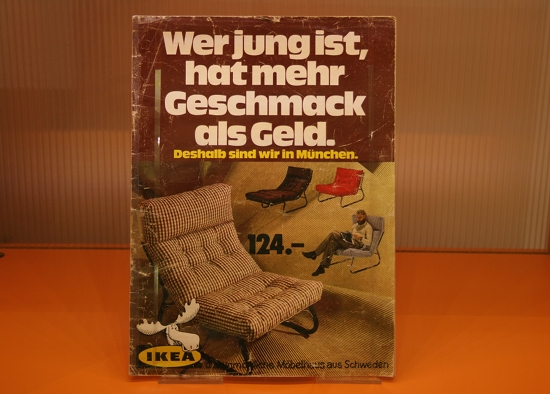 Wer jung ist,
hat mehr
Geschmack
als Geld.
Deshalb sind wir in München.
124.-
IKEA
Möbelhaus aus Schweden